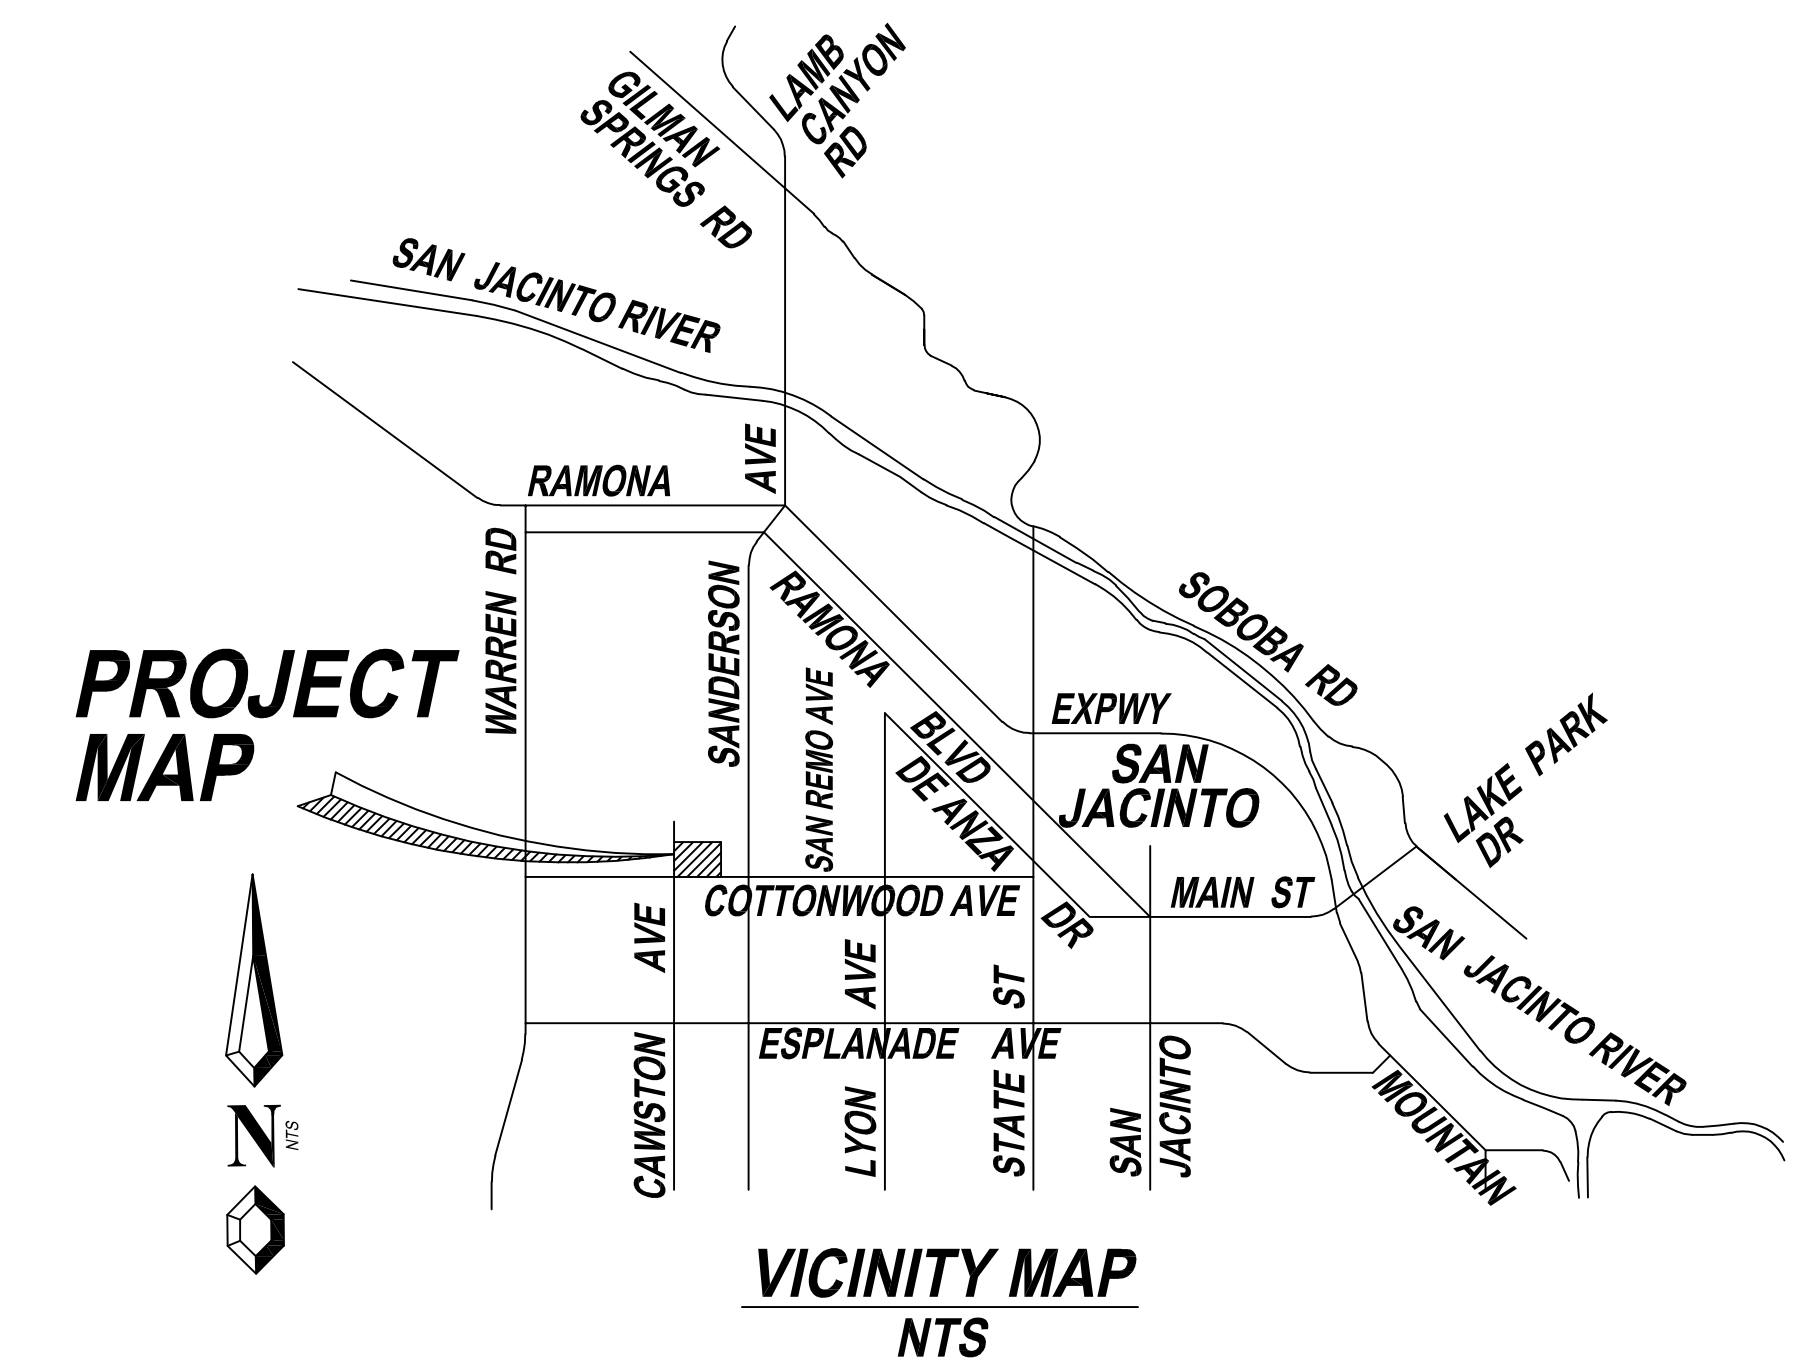 LAMB
CANYON
RD
GILMAN
SPRINGS RD
SAN JACINTO RIVER
AVE
RAMONA
WARREN RD
SANDERSON
RAMONA
BLVD
SOBOBA RD
PROJECT
MAP
SAN REMO AVE
EXPWY
SAN
JACINTO
LAKE PARK
DR
DE ANZA
DR
MAIN ST
COTTONWOOD AVE
AVE
AVE
ST
SAN JACINTO RIVER
ESPLANADE AVE
CAWSTON
LYON
STATE
SAN
JACINTO
MOUNTAIN
N
NTS
VICINITY MAP
NTS